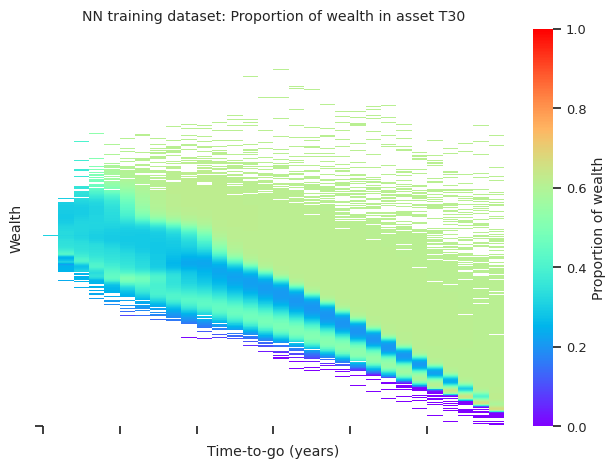 NN training dataset: Proportion of wealth in asset T30
Wealth
Time-to-go (years)
1.0
0.8
0.6
0.4
0.2
0.0
Proportion of wealth